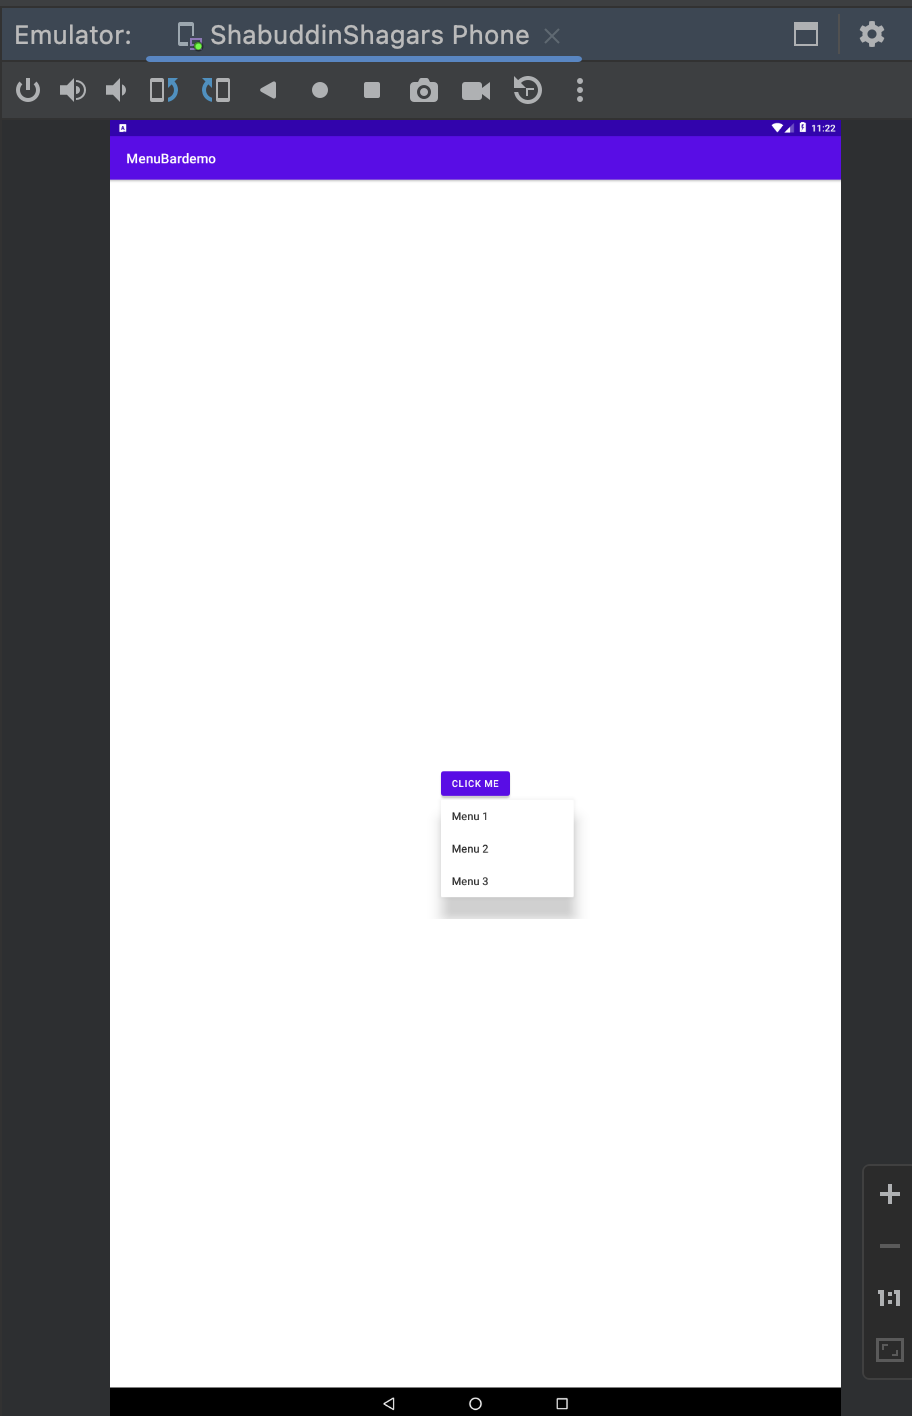 Emulator: ShabuddinShagars Phone
11:22
MenuBardemo
CLICK ME
Menu 1
Menu 2
Menu 3
1:1